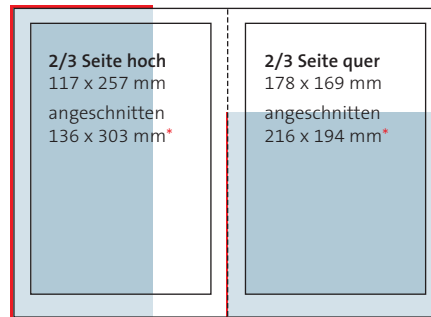 2/3 Seite hoch
117 x 257 mm
angeschnitten
136 x 303 mm*
2/3 Seite quer
178 x 169 mm
angeschnitten
216 x 194 mm*